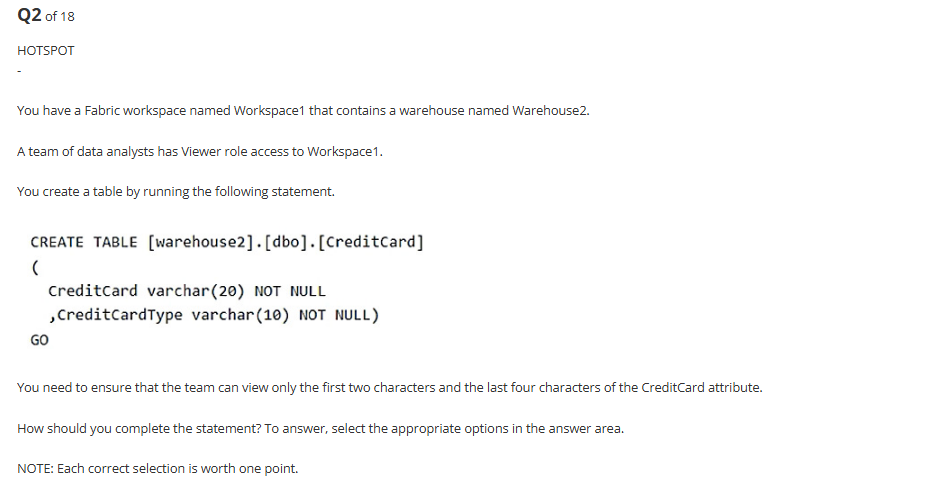 Q2 of 18
HOTSPOT
-
You have a Fabric workspace named Workspace1 that contains a warehouse named Warehouse2.
A team of data analysts has Viewer role access to Workspace1.
You create a table by running the following statement.
CREATE TABLE [warehouse2].[dbo].[CreditCard]
(
CreditCard varchar(20) NOT NULL
,CreditCardType varchar(10) NOT NULL)
GO
You need to ensure that the team can view only the first two characters and the last four characters of the CreditCard attribute.
How should you complete the statement? To answer, select the appropriate options in the answer area.
NOTE: Each correct selection is worth one point.